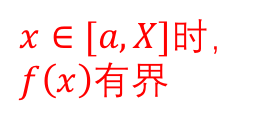 x ∈ [a, X]时,
f(x)有界